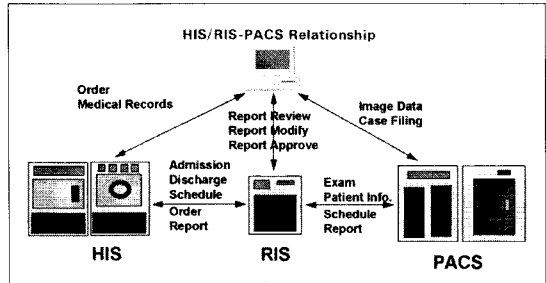 HIS/RIS-PACS Relationship
Order
Medical Records
Image Data
Case Filing
Report Review
Report Modify
Report Approve
Admission
Discharge
Schedule
Order
Report
Exam
Patient Info.
Schedule
Report
HIS
RIS
PACS